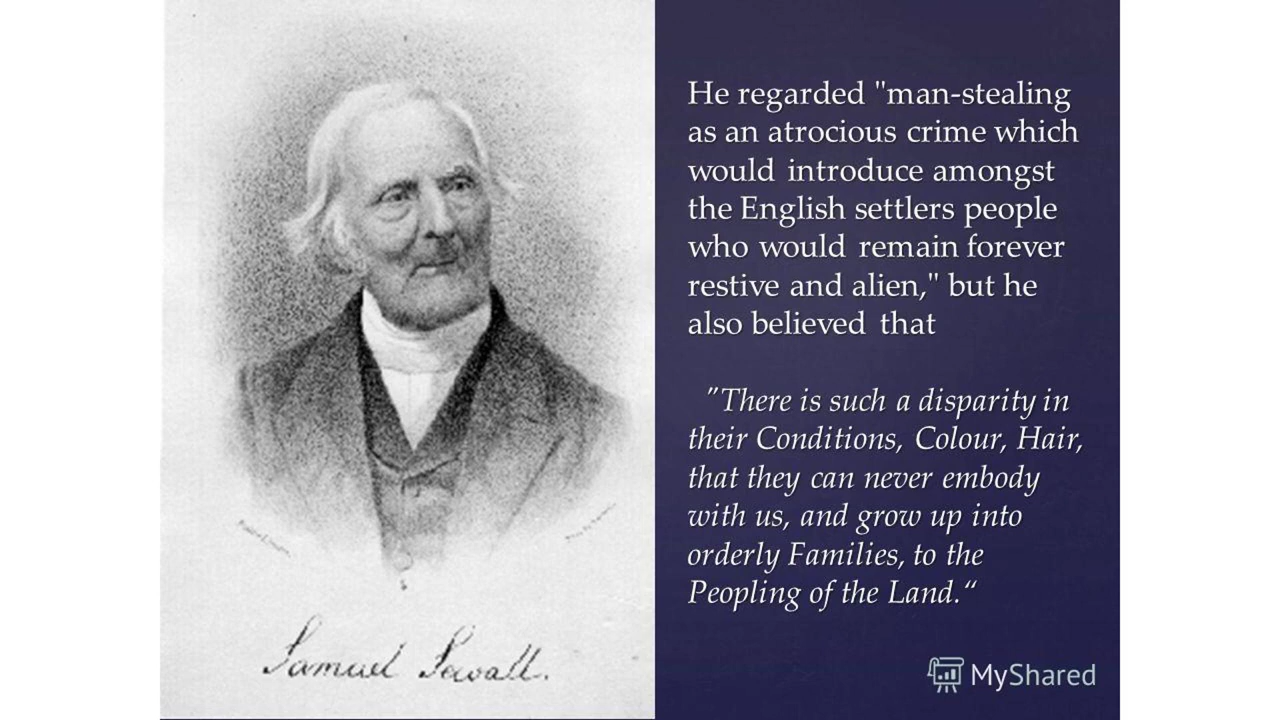 Samuel Sewall.
He regarded "man-stealing
as an atrocious crime which
would introduce amongst
the English settlers people
who would remain forever
restive and alien," but he
also believed that
"There is such a disparity in
their Conditions, Colour, Hair,
that they can never embody
with us, and grow up into
orderly Families, to the
Peopling of the Land.“
MyShared